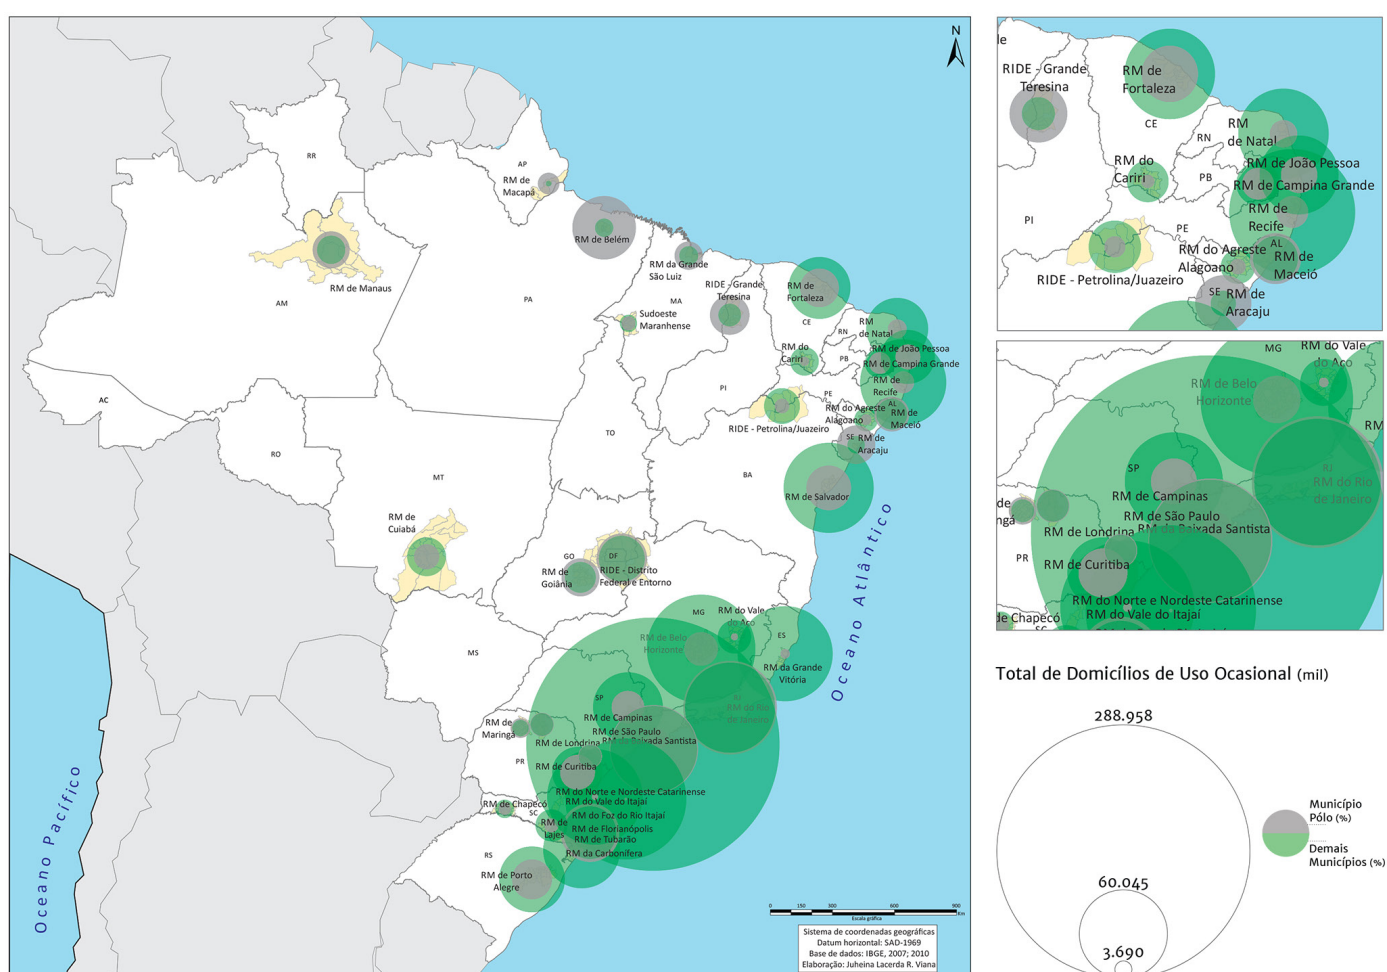 N
RR
AP
RM de
Macapá
RM de Belém
RM da Grande
São Luiz
RM de Manaus
AM
PA
MA
RIDE - Grande
Teresina
RM de
Fortaleza
Sudoeste
Maranhense
CE
RN
RM
de Natal
RM de João Pessoa
RM do
Cariri
PB
RM de Campina Grande
PI
RM de
Recife
PE
AC
RM do Agreste
Alagoano
AL
RM de
Maceió
RIDE - Petrolina/Juazeiro
TO
SE
RM de
Aracaju
RO
MT
BA
RM de Salvador
RM de
Cuiabá
GO
DF
RM de
Goiânia
RIDE - Distrito
Federal e Entorno
Oceano Atlântico
MG
RM do Vale
do Aço
RM de Belo
Horizonte
ES
MS
RM da Grande
Vitória
SP
RJ
RM do Rio
de Janeiro
RM de Campinas
RM de
Maringá
RM de São Paulo
RM da Baixada Santista
RM de Londrina
PR
RM de Curitiba
RM do Norte e Nordeste Catarinense
RM do Vale do Itajaí
RM de Chapecó
SC
RM do Foz do Rio Itajaí
RM de
Lajes
RM de Florianópolis
RM de Tubarão
RM da Carbonífera
RS
RM de Porto
Alegre
Oceano Pacífico
0 150 300 600 900
KM
Escala gráfica
Sistema de coordenadas geográficas
Datum horizontal: SAD-1969
Base de dados: IBGE, 2007; 2010
Elaboração: Juheina Lacerda R. Viana
le
RIDE - Grande
Teresina
RM de
Fortaleza
CE
RN
RM
de Natal
RM do
Cariri
RM de João Pessoa
PB
RM de Campina Grande
PI
RM de
Recife
PE
RM do Agreste
Alagoano
AL
RM de
Maceió
RIDE - Petrolina/Juazeiro
SE
RM de
Aracaju
MG
RM do Vale
do Aço
RM de Belo
Horizonte
RM
SP
RJ
RM do Rio
de Janeiro
RM de Campinas
de
ngá
RM de São Paulo
RM da Baixada Santista
RM de Londrina
PR
RM de Curitiba
RM do Norte e Nordeste Catarinense
RM do Vale do Itajaí
de Chapecó
SC
Total de Domicílios de Uso Ocasional (mil)
288.958
60.045
3.690
Município
Pólo (%)
Demais
Municípios (%)